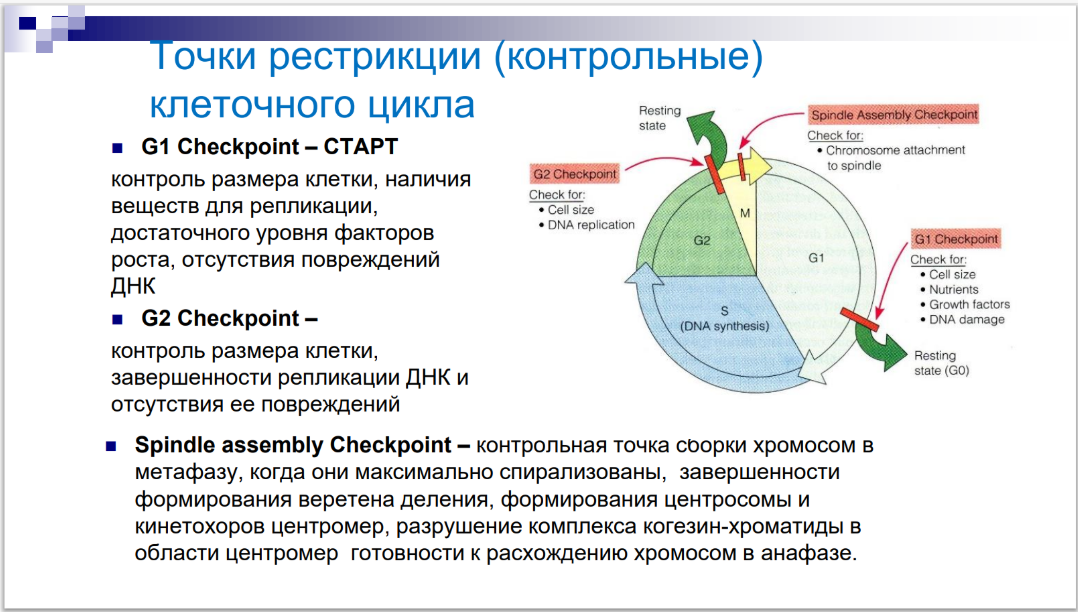 Точки рестрикции (контрольные)
клеточного цикла
G1 Checkpoint – СТАРТ
контроль размера клетки, наличия
веществ для репликации,
достаточного уровня факторов
роста, отсутствия повреждений
ДНК
G2 Checkpoint –
контроль размера клетки,
завершенности репликации ДНК и
отсутствия ее повреждений
Spindle assembly Checkpoint – контрольная точка сборки хромосом в
метафазу, когда они максимально спирализованы,  завершенности
формирования веретена деления, формирования центросомы и
кинетохоров центромер, разрушение комплекса когезин-хроматиды в
области центромер  готовности к расхождению хромосом в анафазе.
Resting
state
Spindle Assembly Checkpoint
Check for:
• Chromosome attachment
to spindle
G2 Checkpoint
Check for:
• Cell size
• DNA replication
M
G2
G1
S
(DNA synthesis)
G1 Checkpoint
Check for:
• Cell size
• Nutrients
• Growth factors
• DNA damage
Resting
state (G0)